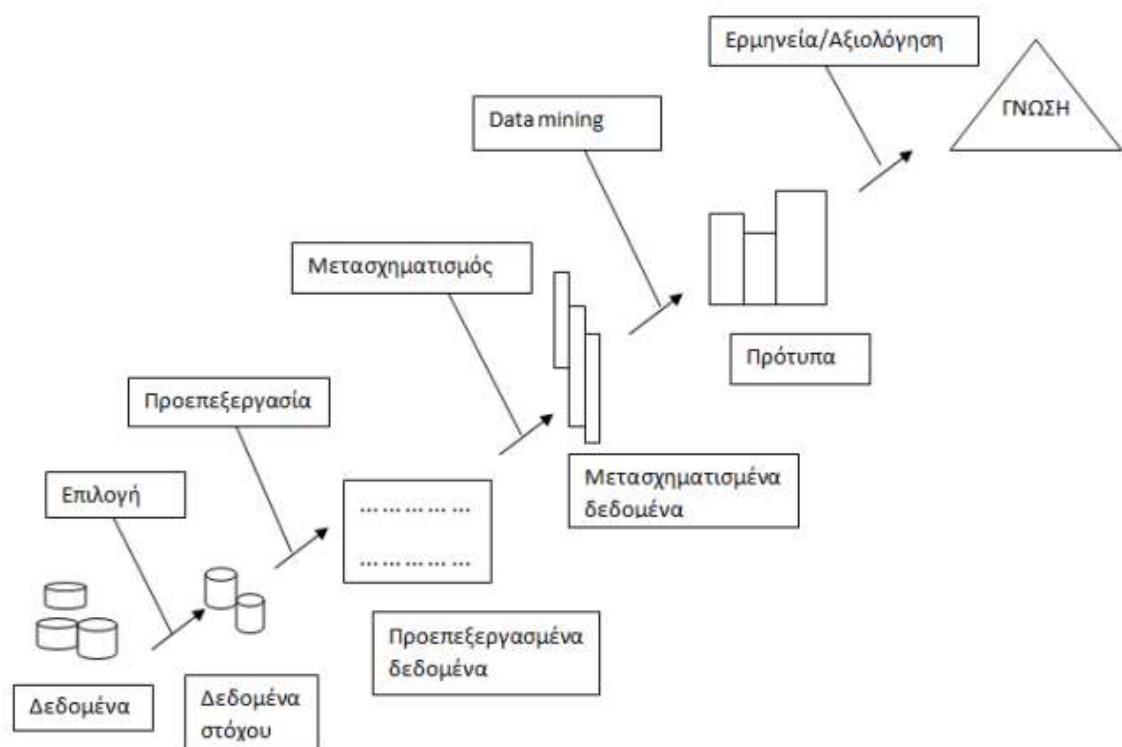 Ερμηνεία/Αξιολόγηση
ΓΝΩΣΗ
Data mining
Μετασχηματισμός
Πρότυπα
Προεπεξεργασία
Μετασχηματισμένα
δεδομένα
Επιλογή
……………
……………
Προεπεξεργασμένα
δεδομένα
Δεδομένα
Δεδομένα
στόχου